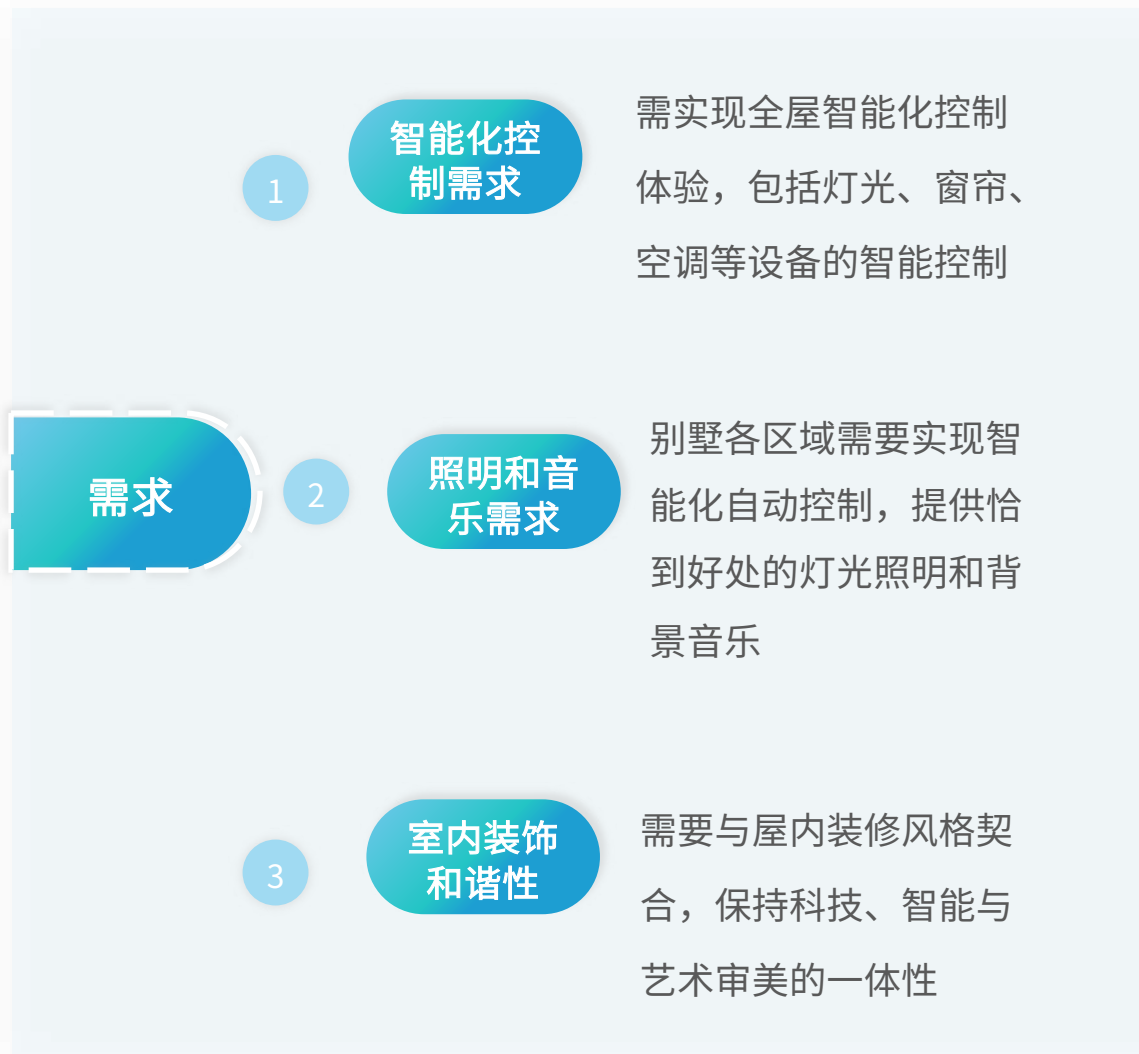 需求
1
智能化控
制需求
需实现全屋智能化控制
体验，包括灯光、窗帘、
空调等设备的智能控制
2
照明和音
乐需求
别墅各区域需要实现智
能化自动控制，提供恰
到好处的灯光照明和背
景音乐
3
室内装饰
和谐性
需要与屋内装修风格契
合，保持科技、智能与
艺术审美的一体性